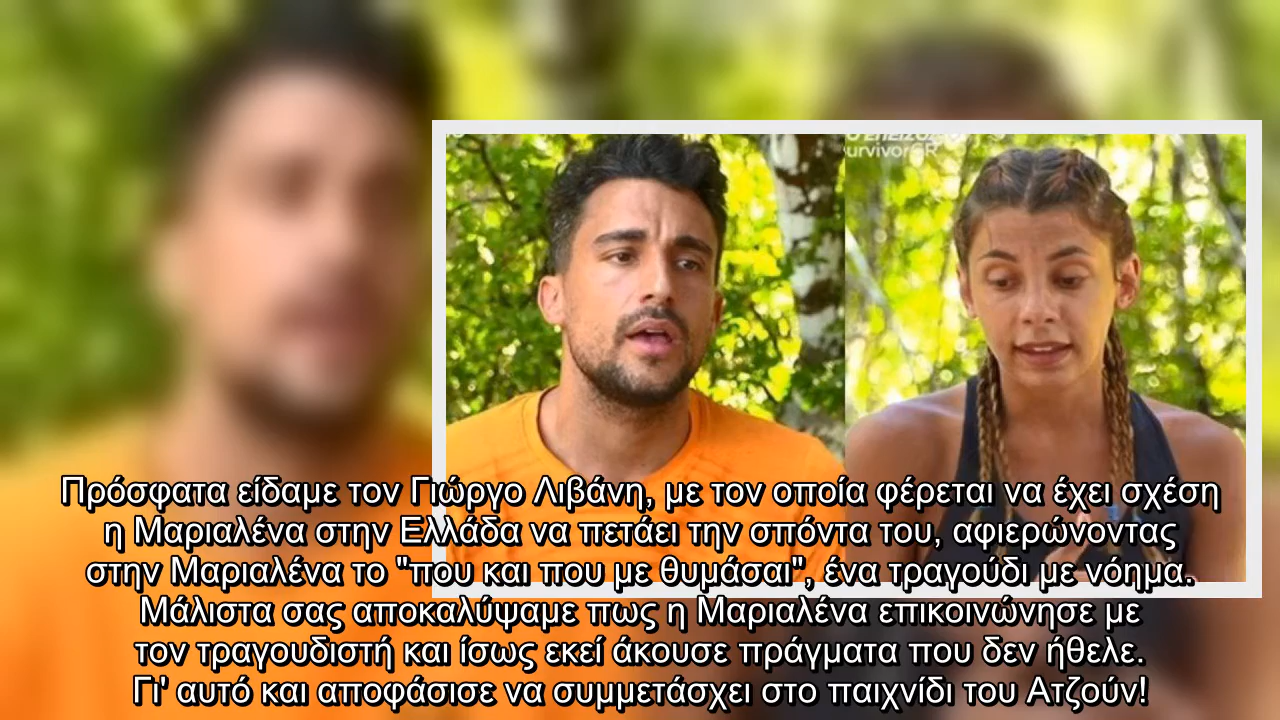 urvivorGR
Πρόσφατα είδαμε τον Γιώργο Λιβάνη, με τον οποία φέρεται να έχει σχέση
η Μαριαλένα στην Ελλάδα να πετάει την σπόντα του, αφιερώνοντας
στην Μαριαλένα το "που και που με θυμάσαι", ένα τραγούδι με νόημα.
Μάλιστα σας αποκαλύψαμε πως η Μαριαλένα επικοινώνησε με
τον τραγουδιστή και ίσως εκεί άκουσε πράγματα που δεν ήθελε.
Γι' αυτό και αποφάσισε να συμμετάσχει στο παιχνίδι του Ατζούν!